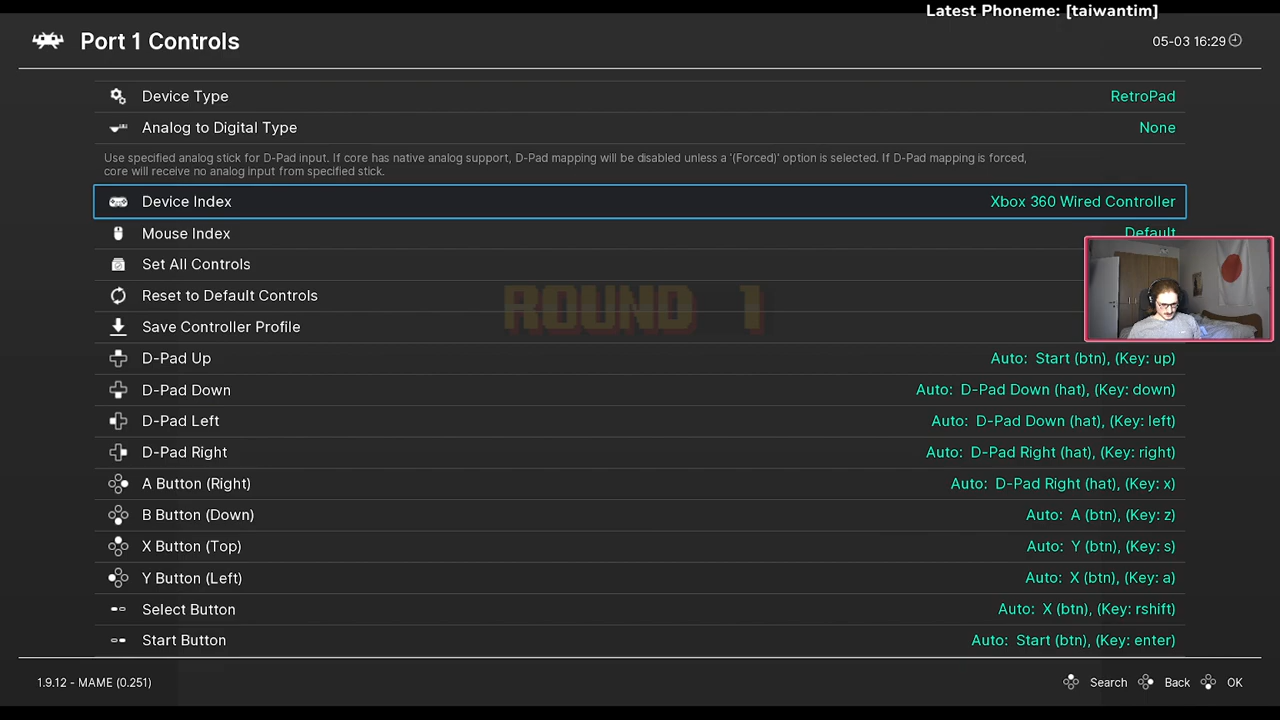 Latest Phoneme: [taiwantim]
Port 1 Controls
05-03 16:29
Device Type RetroPad
Analog to Digital Type None
Use specified analog stick for D-Pad input. If core has native analog support, D-Pad mapping will be disabled unless a '(Forced)' option is selected. If D-Pad mapping is forced,
core will receive no analog input from specified stick.
Device Index Xbox 360 Wired Controller
Mouse Index Default
Set All Controls
Reset to Default Controls
ROUND 1
Save Controller Profile
D-Pad Up Auto: Start (btn), (Key: up)
D-Pad Down Auto: D-Pad Down (hat), (Key: down)
D-Pad Left Auto: D-Pad Down (hat), (Key: left)
D-Pad Right Auto: D-Pad Right (hat), (Key: right)
A Button (Right) Auto: D-Pad Right (hat), (Key: x)
B Button (Down) Auto: A (btn), (Key: z)
X Button (Top) Auto: Y (btn), (Key: s)
Y Button (Left) Auto: X (btn), (Key: a)
Select Button Auto: X (btn), (Key: rshift)
Start Button Auto: Start (btn), (Key: enter)
1.9.12 - MAME (0.251) Search Back OK